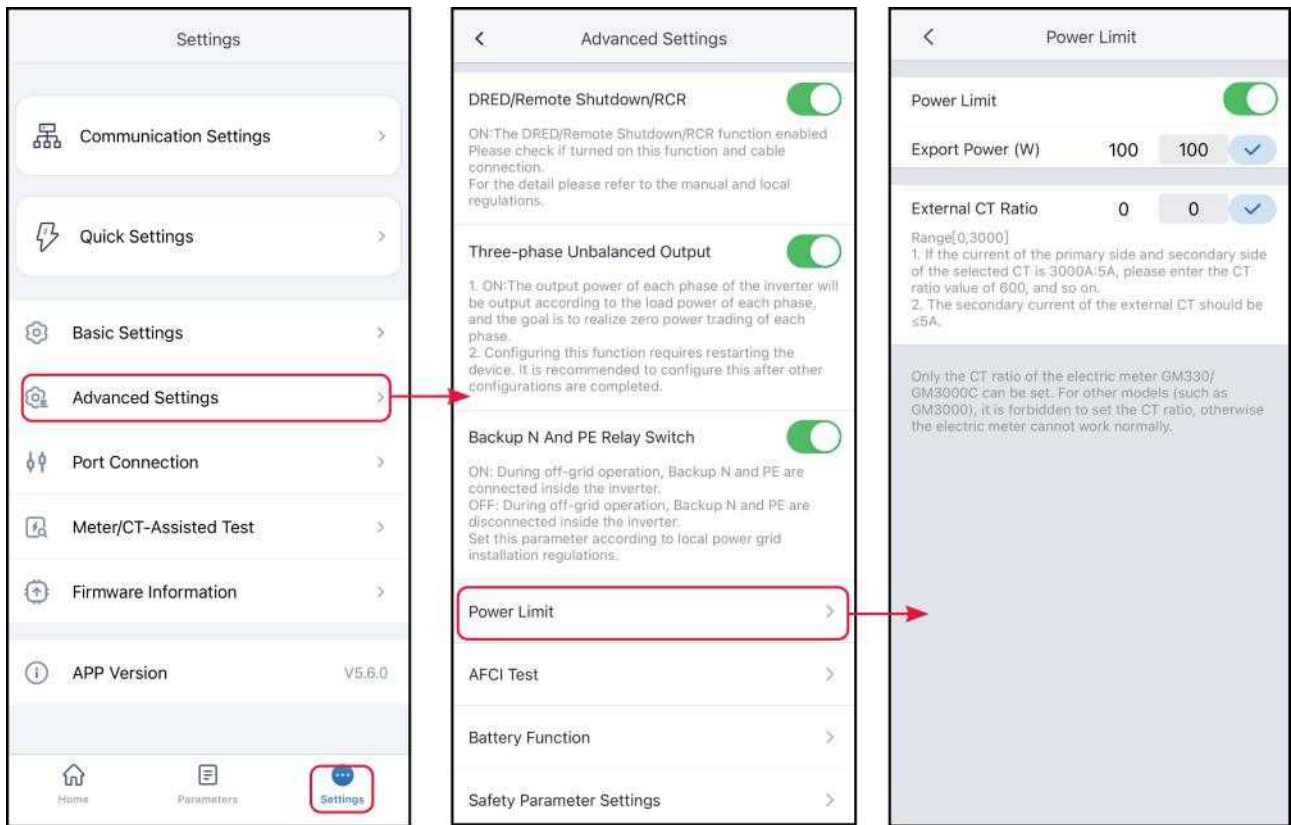 Settings
Communication Settings
Quick Settings
Basic Settings
Advanced Settings
Port Connection
Meter/CT-Assisted Test
Firmware Information
APP Version V5.6.0
Home Parameters Settings
Advanced Settings
DRED/Remote Shutdown/RCR
ON:The DRED/Remote Shutdown/RCR function enabled
Please check if turned on this function and cable
connection.
For the detail please refer to the manual and local
regulations.
Three-phase Unbalanced Output
1. ON:The output power of each phase of the inverter will
be output according to the load power of each phase,
and the goal is to realize zero power trading of each
phase.
2. Configuring this function requires restarting the
device. It is recommended to configure this after other
configurations are completed.
Backup N And PE Relay Switch
ON: During off-grid operation, Backup N and PE are
connected inside the inverter.
OFF: During off-grid operation, Backup N and PE are
disconnected inside the inverter.
Set this parameter according to local power grid
installation regulations.
Power Limit
AFCI Test
Battery Function
Safety Parameter Settings
Power Limit
Power Limit
Export Power (W) 100 100
External CT Ratio 0 0
Range[0,3000]
1. If the current of the primary side and secondary side
of the selected CT is 3000A:5A, please enter the CT
ratio value of 600, and so on.
2. The secondary current of the external CT should be
≤5A.
Only the CT ratio of the electric meter GM330/
GM3000C can be set. For other models (such as
GM3000), it is forbidden to set the CT ratio, otherwise
the electric meter cannot work normally.